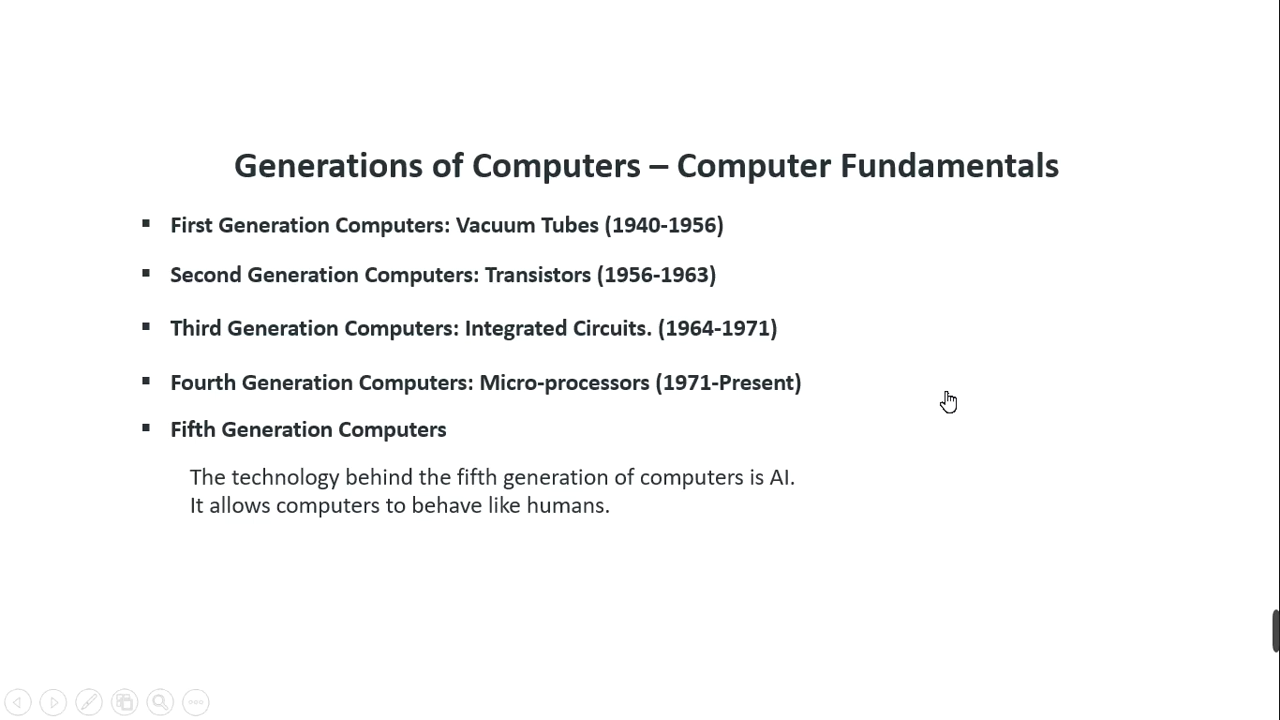 Generations of Computers – Computer Fundamentals
▪ First Generation Computers: Vacuum Tubes (1940-1956)
▪ Second Generation Computers: Transistors (1956-1963)
▪ Third Generation Computers: Integrated Circuits. (1964-1971)
▪ Fourth Generation Computers: Micro-processors (1971-Present)
▪ Fifth Generation Computers
The technology behind the fifth generation of computers is AI.
It allows computers to behave like humans.